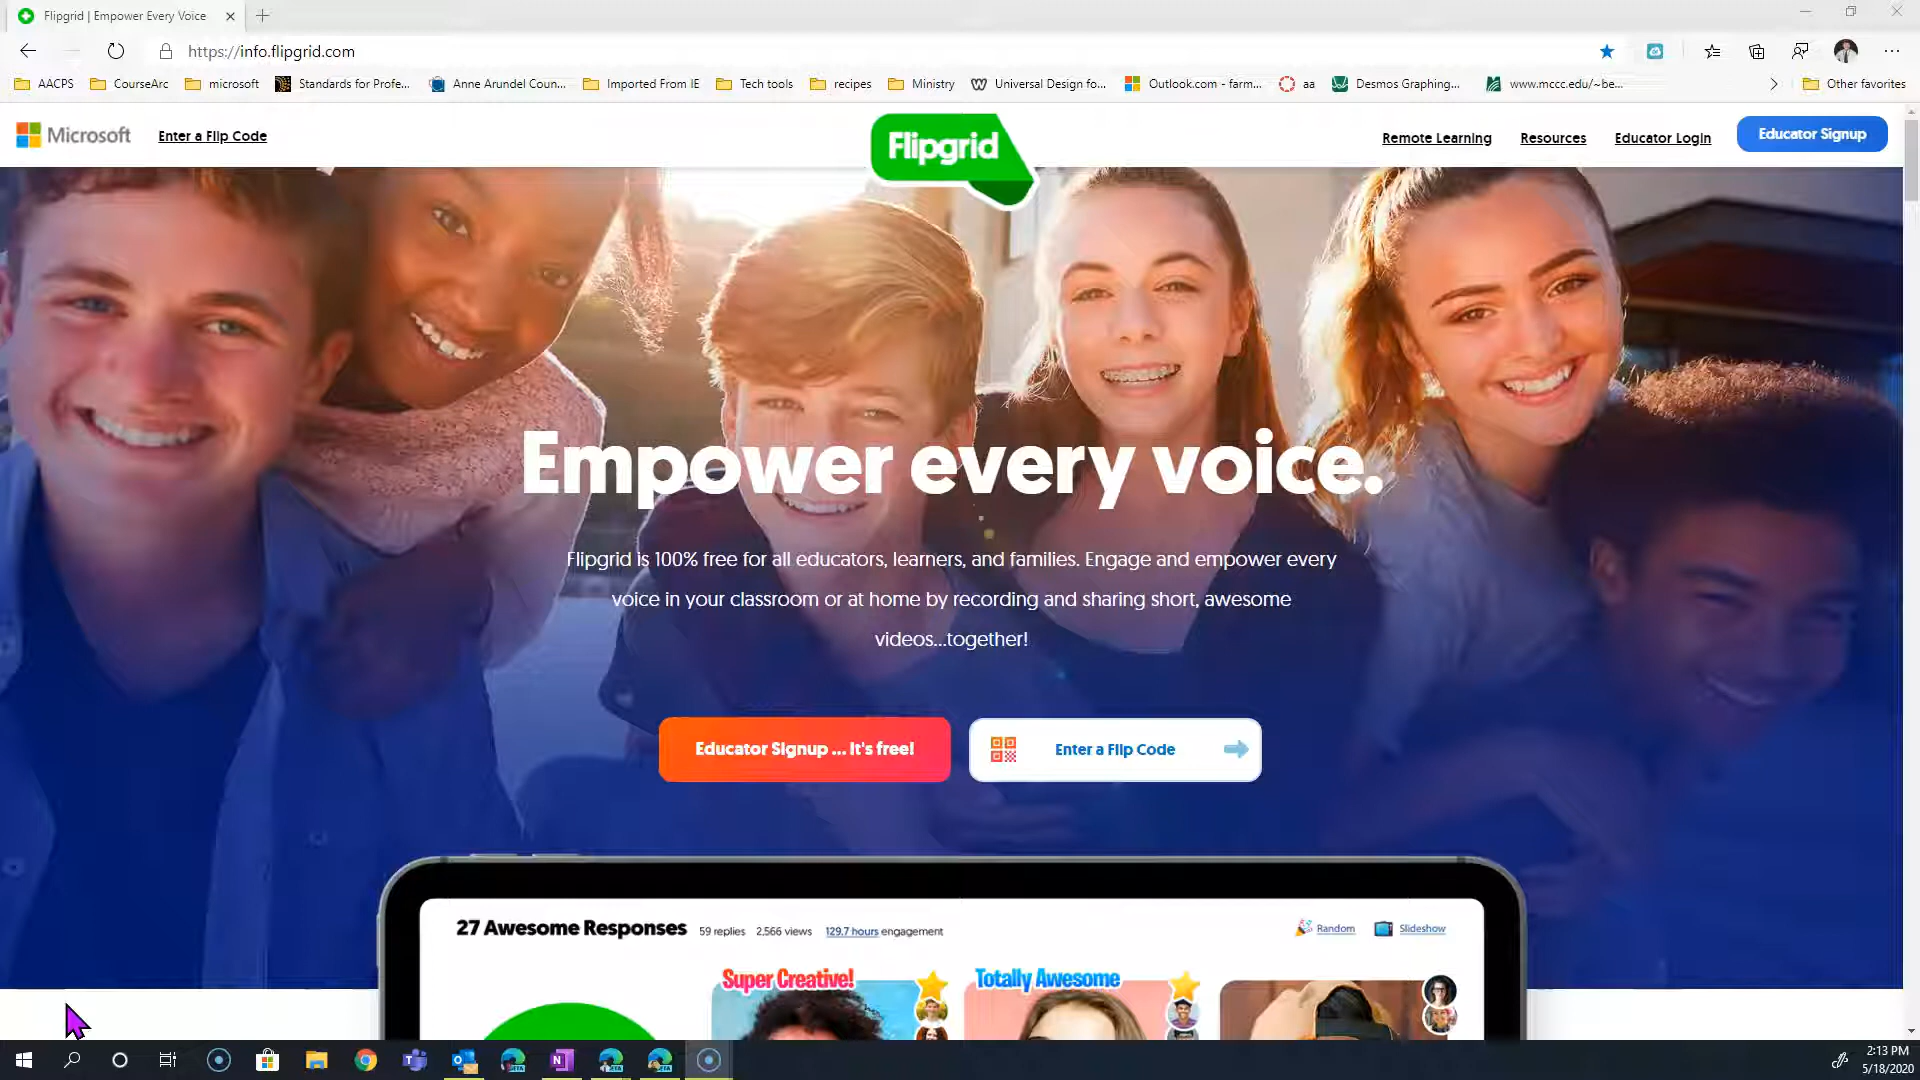 Flipgrid | Empower Every Voice
https://info.flipgrid.com
AACPS
CourseArc
microsoft
Standards for Profe...
Anne Arundel Coun...
Imported From IE
Tech tools
recipes
Ministry
Universal Design fo...
Outlook.com - farm...
aa
Desmos Graphing...
www.mccc.edu/~be...
Other favorites
Microsoft
Enter a Flip Code
Flipgrid
Remote Learning
Resources
Educator Login
Educator Signup
Empower every voice.
Flipgrid is 100% free for all educators, learners, and families. Engage and empower every
voice in your classroom or at home by recording and sharing short, awesome
videos...together!
Educator Signup ... It's free!
Enter a Flip Code
27 Awesome Responses
59 replies
2,566 views
129.7 hours engagement
Random
Slideshow
Super Creative!
Totally Awesome
2:13 PM
5/18/2020